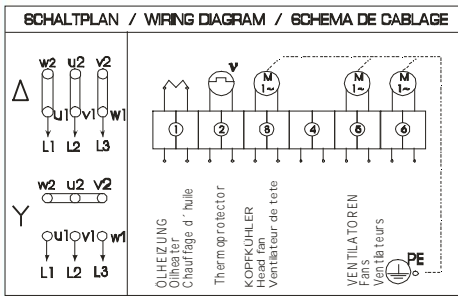 SCHALTPLAN / WIRING DIAGRAM / SCHEMA DE CABLAGE
w2 u2 v2
Δ
u1 v1 w1
L1 L2 L3
w2 u2 v2
Y
u1 v1 w1
L1 L2 L3
ϑ
M 1~
M 1~
M 1~
1 2 3 4 5 6
ÖLHEIZUNG
Oilheater
Chauffage d'huile
Thermoprotector
KOPFKÜHLER
Head fan
Ventilateur de tete
VENTILATOREN
Fans
Ventilateurs
PE